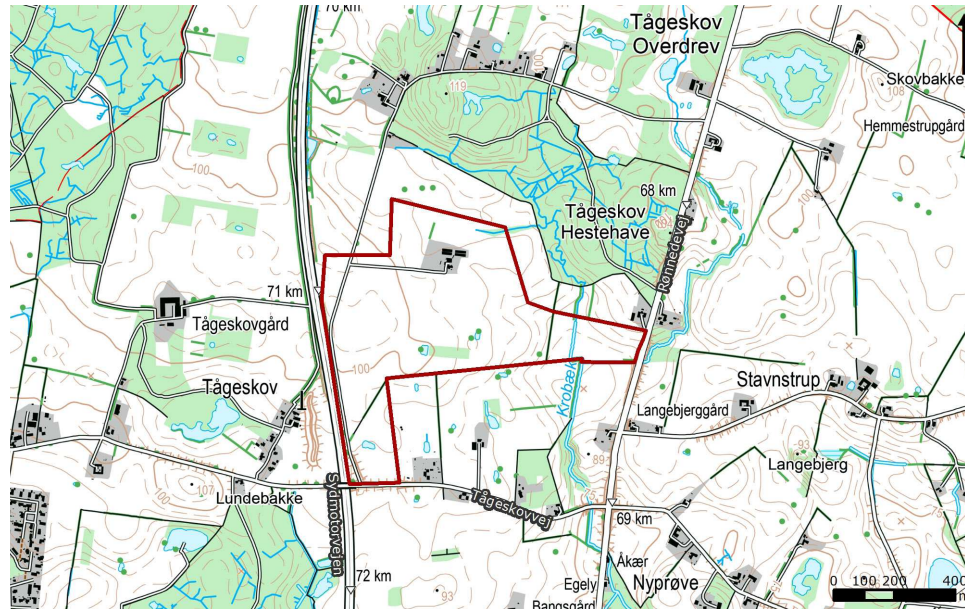 70 km
Tågeskov
Overdrev
119
100
Skovbakke
108
Hemmestrupgård
100
100
68 km
Tågeskov
Hestehave
Rønnedevej
71 km
Tågeskovgård
100
Krobæk
Tågeskov
Stavnstrup
Langebjerggård
93
Langebjerg
89
107
Lundebakke
Sydmotorvejen
93
Tågeskovvej
69 km
72 km
Åkær
Egely
Nyprøve
Bangsgård
0 100 200 400
m